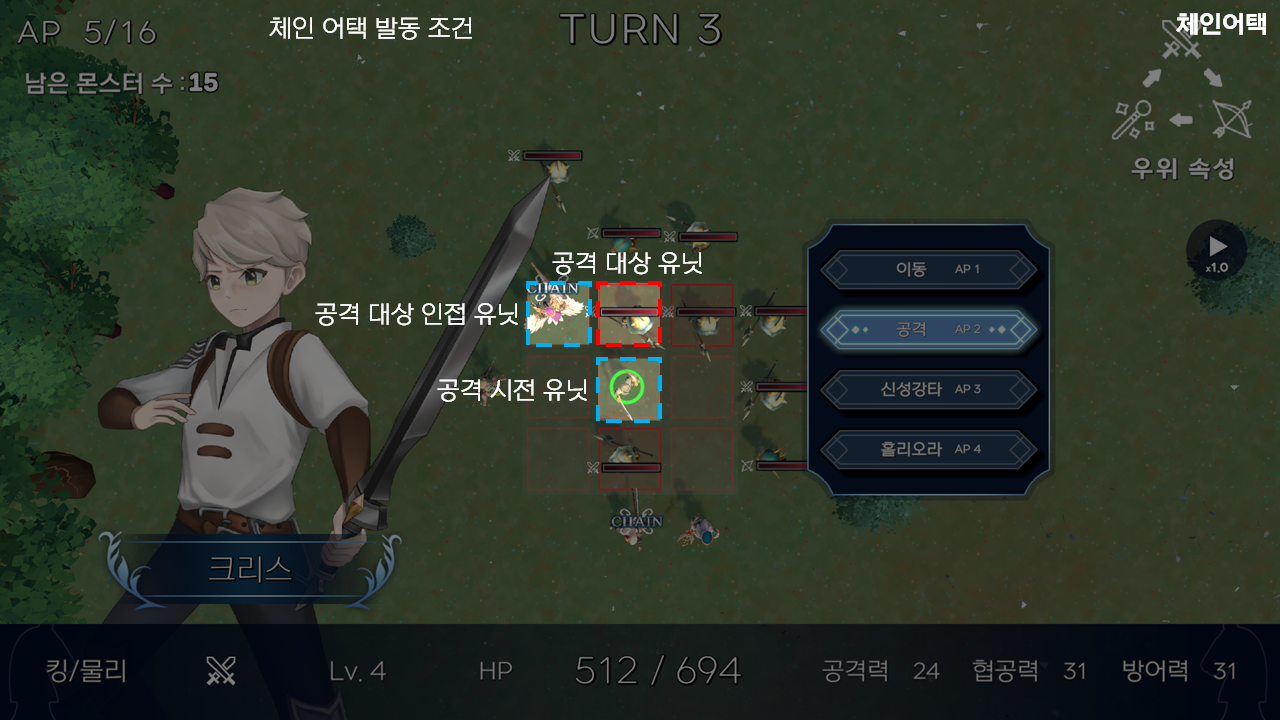 AP 5/16
체인 어택 발동 조건
TURN 3
체인어택
남은 몬스터 수 : 15
우위 속성
x1.0
공격 대상 유닛
CHAIN
공격 대상 인접 유닛
공격 시전 유닛
이동 AP 1
공격 AP 2
신성강타 AP 3
홀리오라 AP 4
CHAIN
크리스
킹/물리
Lv. 4
HP
512 / 694
공격력 24
협공력 31
방어력 31